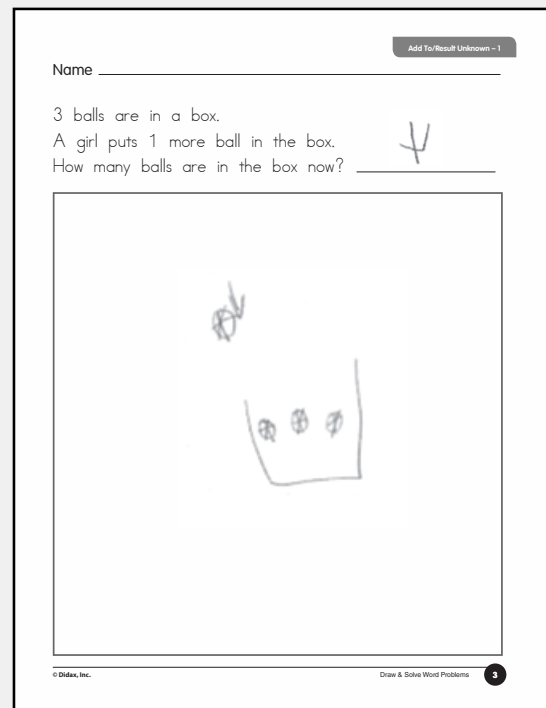 Add To/Result Unknown – 1
Name
3 balls are in a box.
A girl puts 1 more ball in the box.
How many balls are in the box now? 4
© Didax, Inc.
Draw & Solve Word Problems 3